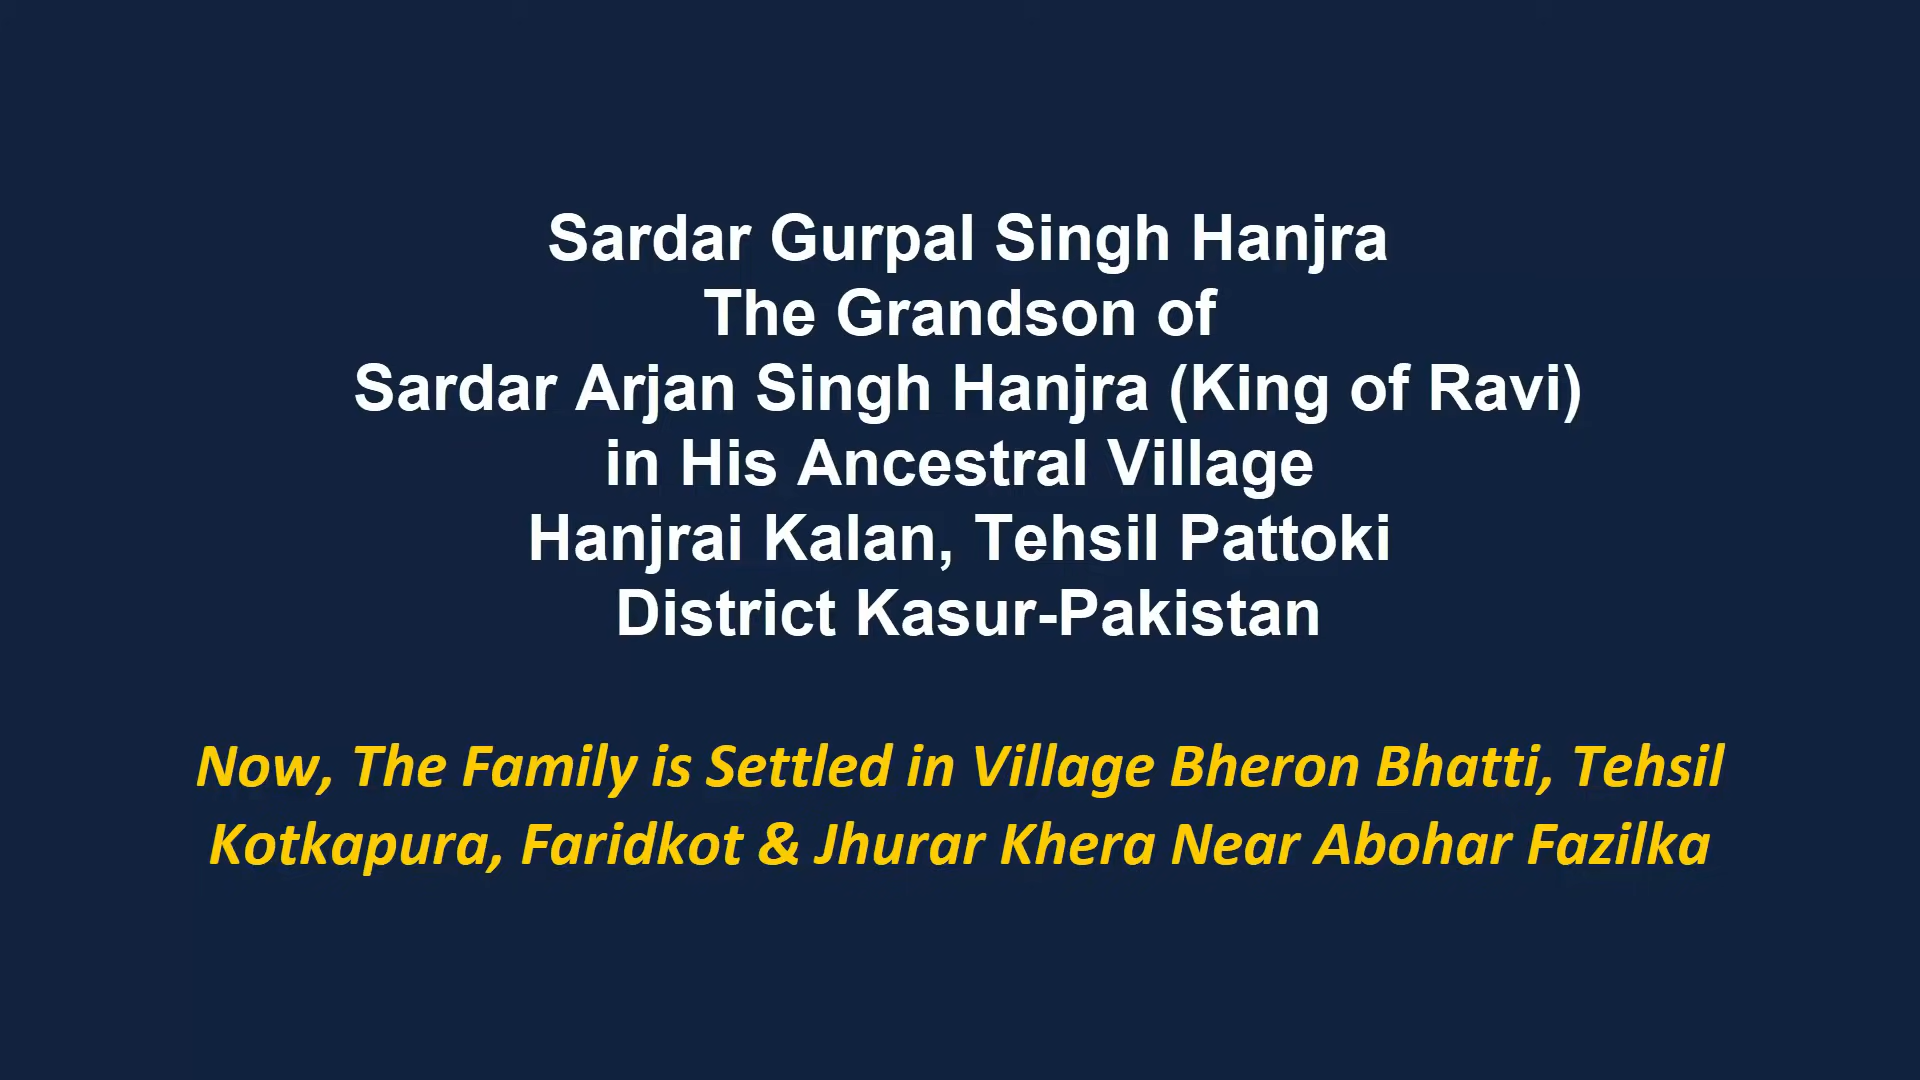 Sardar Gurpal Singh Hanjra
The Grandson of
Sardar Arjan Singh Hanjra (King of Ravi)
in His Ancestral Village
Hanjrai Kalan, Tehsil Pattoki
District Kasur-Pakistan
Now, The Family is Settled in Village Bheron Bhatti, Tehsil
Kotkapura, Faridkot & Jhurar Khera Near Abohar Fazilka